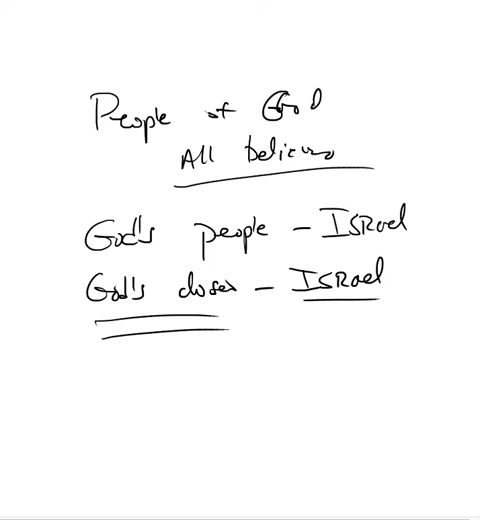 People of God
All believers
God's people - ISRael
God's chosen - ISRael